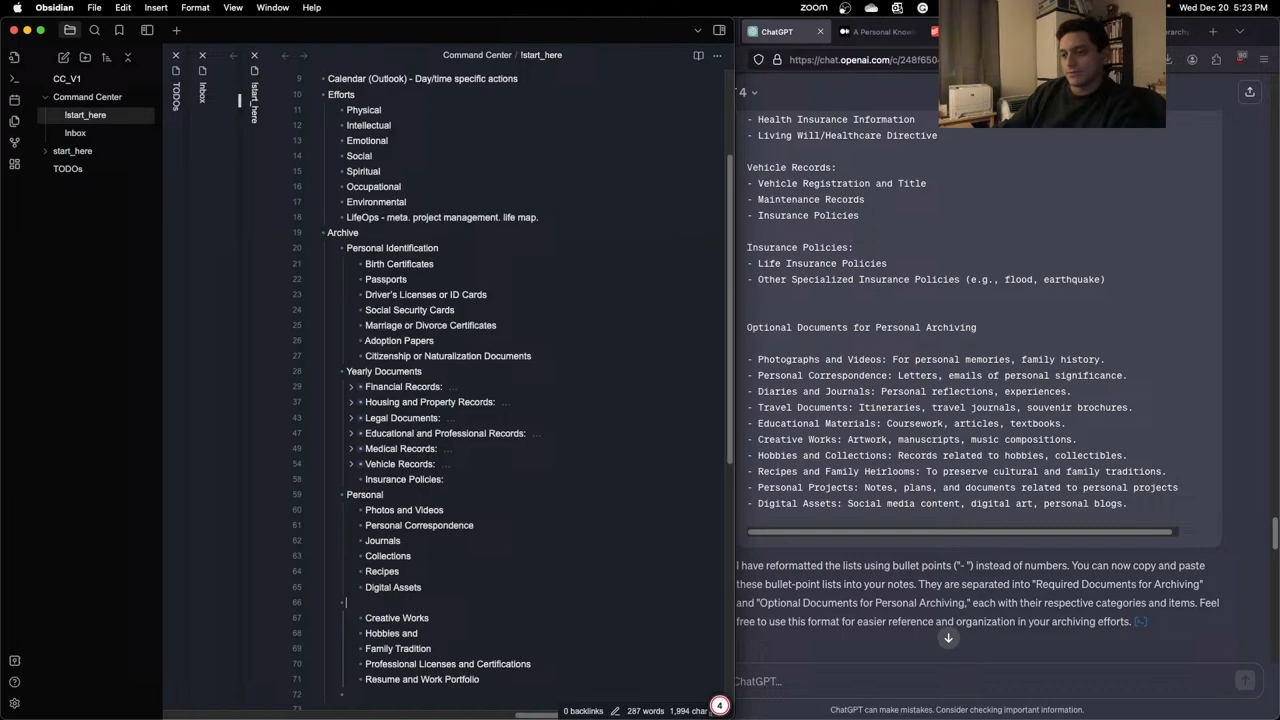 Obsidian File Edit Insert Format View Window Help
zoom
Wed Dec 20 5:23 PM
CC_V1
Command Center
!start_here
Inbox
start_here
TODOs
TODOs
Inbox
!start_here
Command Center / !start_here
9 Calendar (Outlook) - Day/time specific actions
10 Efforts
11 Physical
12 Intellectual
13 Emotional
14 Social
15 Spiritual
16 Occupational
17 Environmental
18 LifeOps - meta. project management. life map.
19 Archive
20 Personal Identification
21 Birth Certificates
22 Passports
23 Driver's Licenses or ID Cards
24 Social Security Cards
25 Marriage or Divorce Certificates
26 Adoption Papers
27 Citizenship or Naturalization Documents
28 Yearly Documents
29 Financial Records: ...
37 Housing and Property Records: ...
43 Legal Documents: ...
47 Educational and Professional Records: ...
49 Medical Records: ...
54 Vehicle Records: ...
58 Insurance Policies:
59 Personal
60 Photos and Videos
61 Personal Correspondence
62 Journals
63 Collections
64 Recipes
65 Digital Assets
66
67 Creative Works
68 Hobbies and
69 Family Tradition
70 Professional Licenses and Certifications
71 Resume and Work Portfolio
72
0 backlinks 287 words 1,994 char
4
ChatGPT
A Personal Know
https://chat.openai.com/c/248f650
4
- Health Insurance Information
- Living Will/Healthcare Directive
Vehicle Records:
- Vehicle Registration and Title
- Maintenance Records
- Insurance Policies
Insurance Policies:
- Life Insurance Policies
- Other Specialized Insurance Policies (e.g., flood, earthquake)
Optional Documents for Personal Archiving
- Photographs and Videos: For personal memories, family history.
- Personal Correspondence: Letters, emails of personal significance.
- Diaries and Journals: Personal reflections, experiences.
- Travel Documents: Itineraries, travel journals, souvenir brochures.
- Educational Materials: Coursework, articles, textbooks.
- Creative Works: Artwork, manuscripts, music compositions.
- Hobbies and Collections: Records related to hobbies, collectibles.
- Recipes and Family Heirlooms: To preserve cultural and family traditions.
- Personal Projects: Notes, plans, and documents related to personal projects
- Digital Assets: Social media content, digital art, personal blogs.
I have reformatted the lists using bullet points ("- ") instead of numbers. You can now copy and paste
these bullet-point lists into your notes. They are separated into "Required Documents for Archiving"
and "Optional Documents for Personal Archiving," each with their respective categories and items. Feel
free to use this format for easier reference and organization in your archiving efforts. [>-]
ChatGPT...
ChatGPT can make mistakes. Consider checking important information.